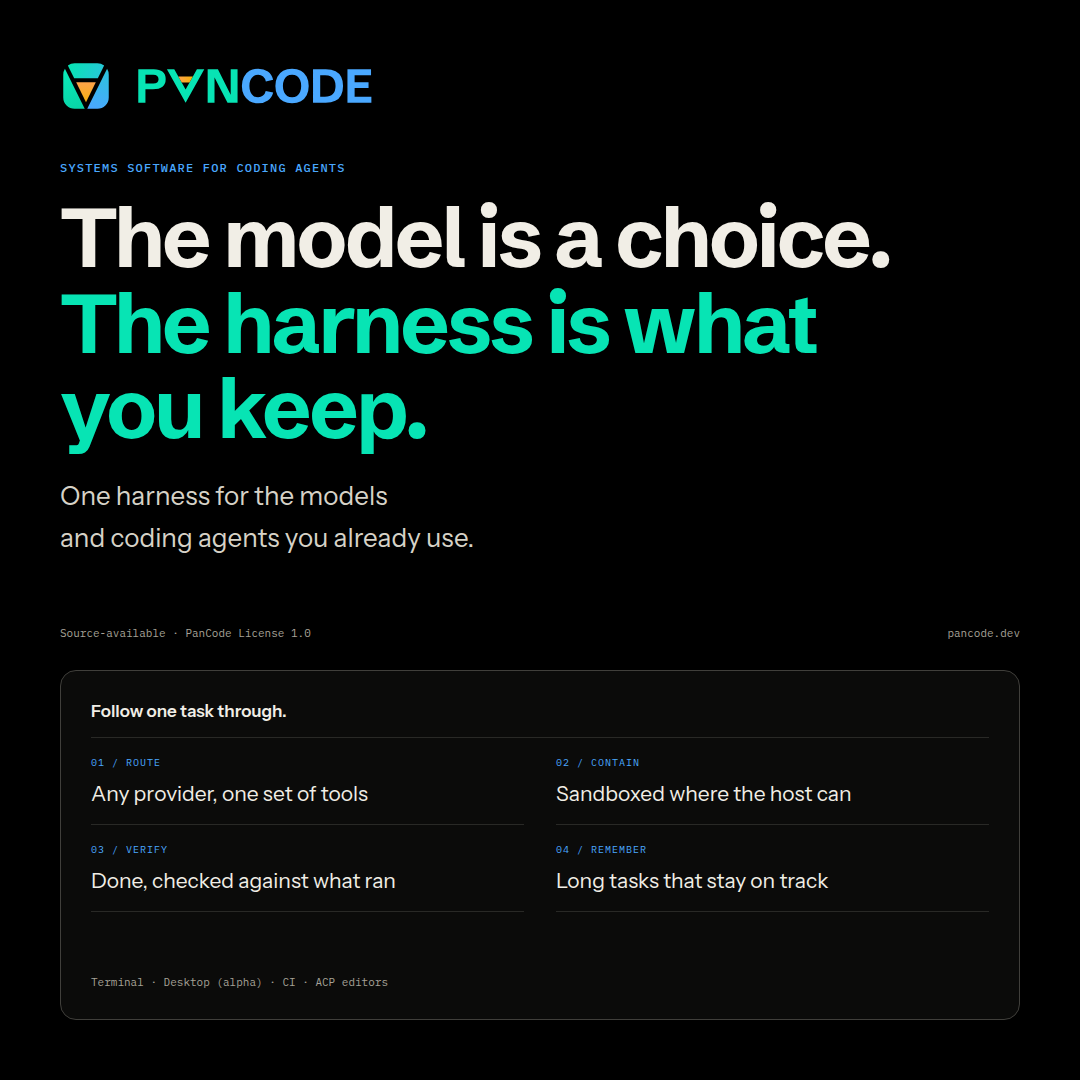 PANCODE
SYSTEMS SOFTWARE FOR CODING AGENTS
The model is a choice.
The harness is what
you keep.
One harness for the models
and coding agents you already use.
Source-available · PanCode License 1.0
pancode.dev
Follow one task through.
01 / ROUTE
Any provider, one set of tools
02 / CONTAIN
Sandboxed where the host can
03 / VERIFY
Done, checked against what ran
04 / REMEMBER
Long tasks that stay on track
Terminal · Desktop (alpha) · CI · ACP editors